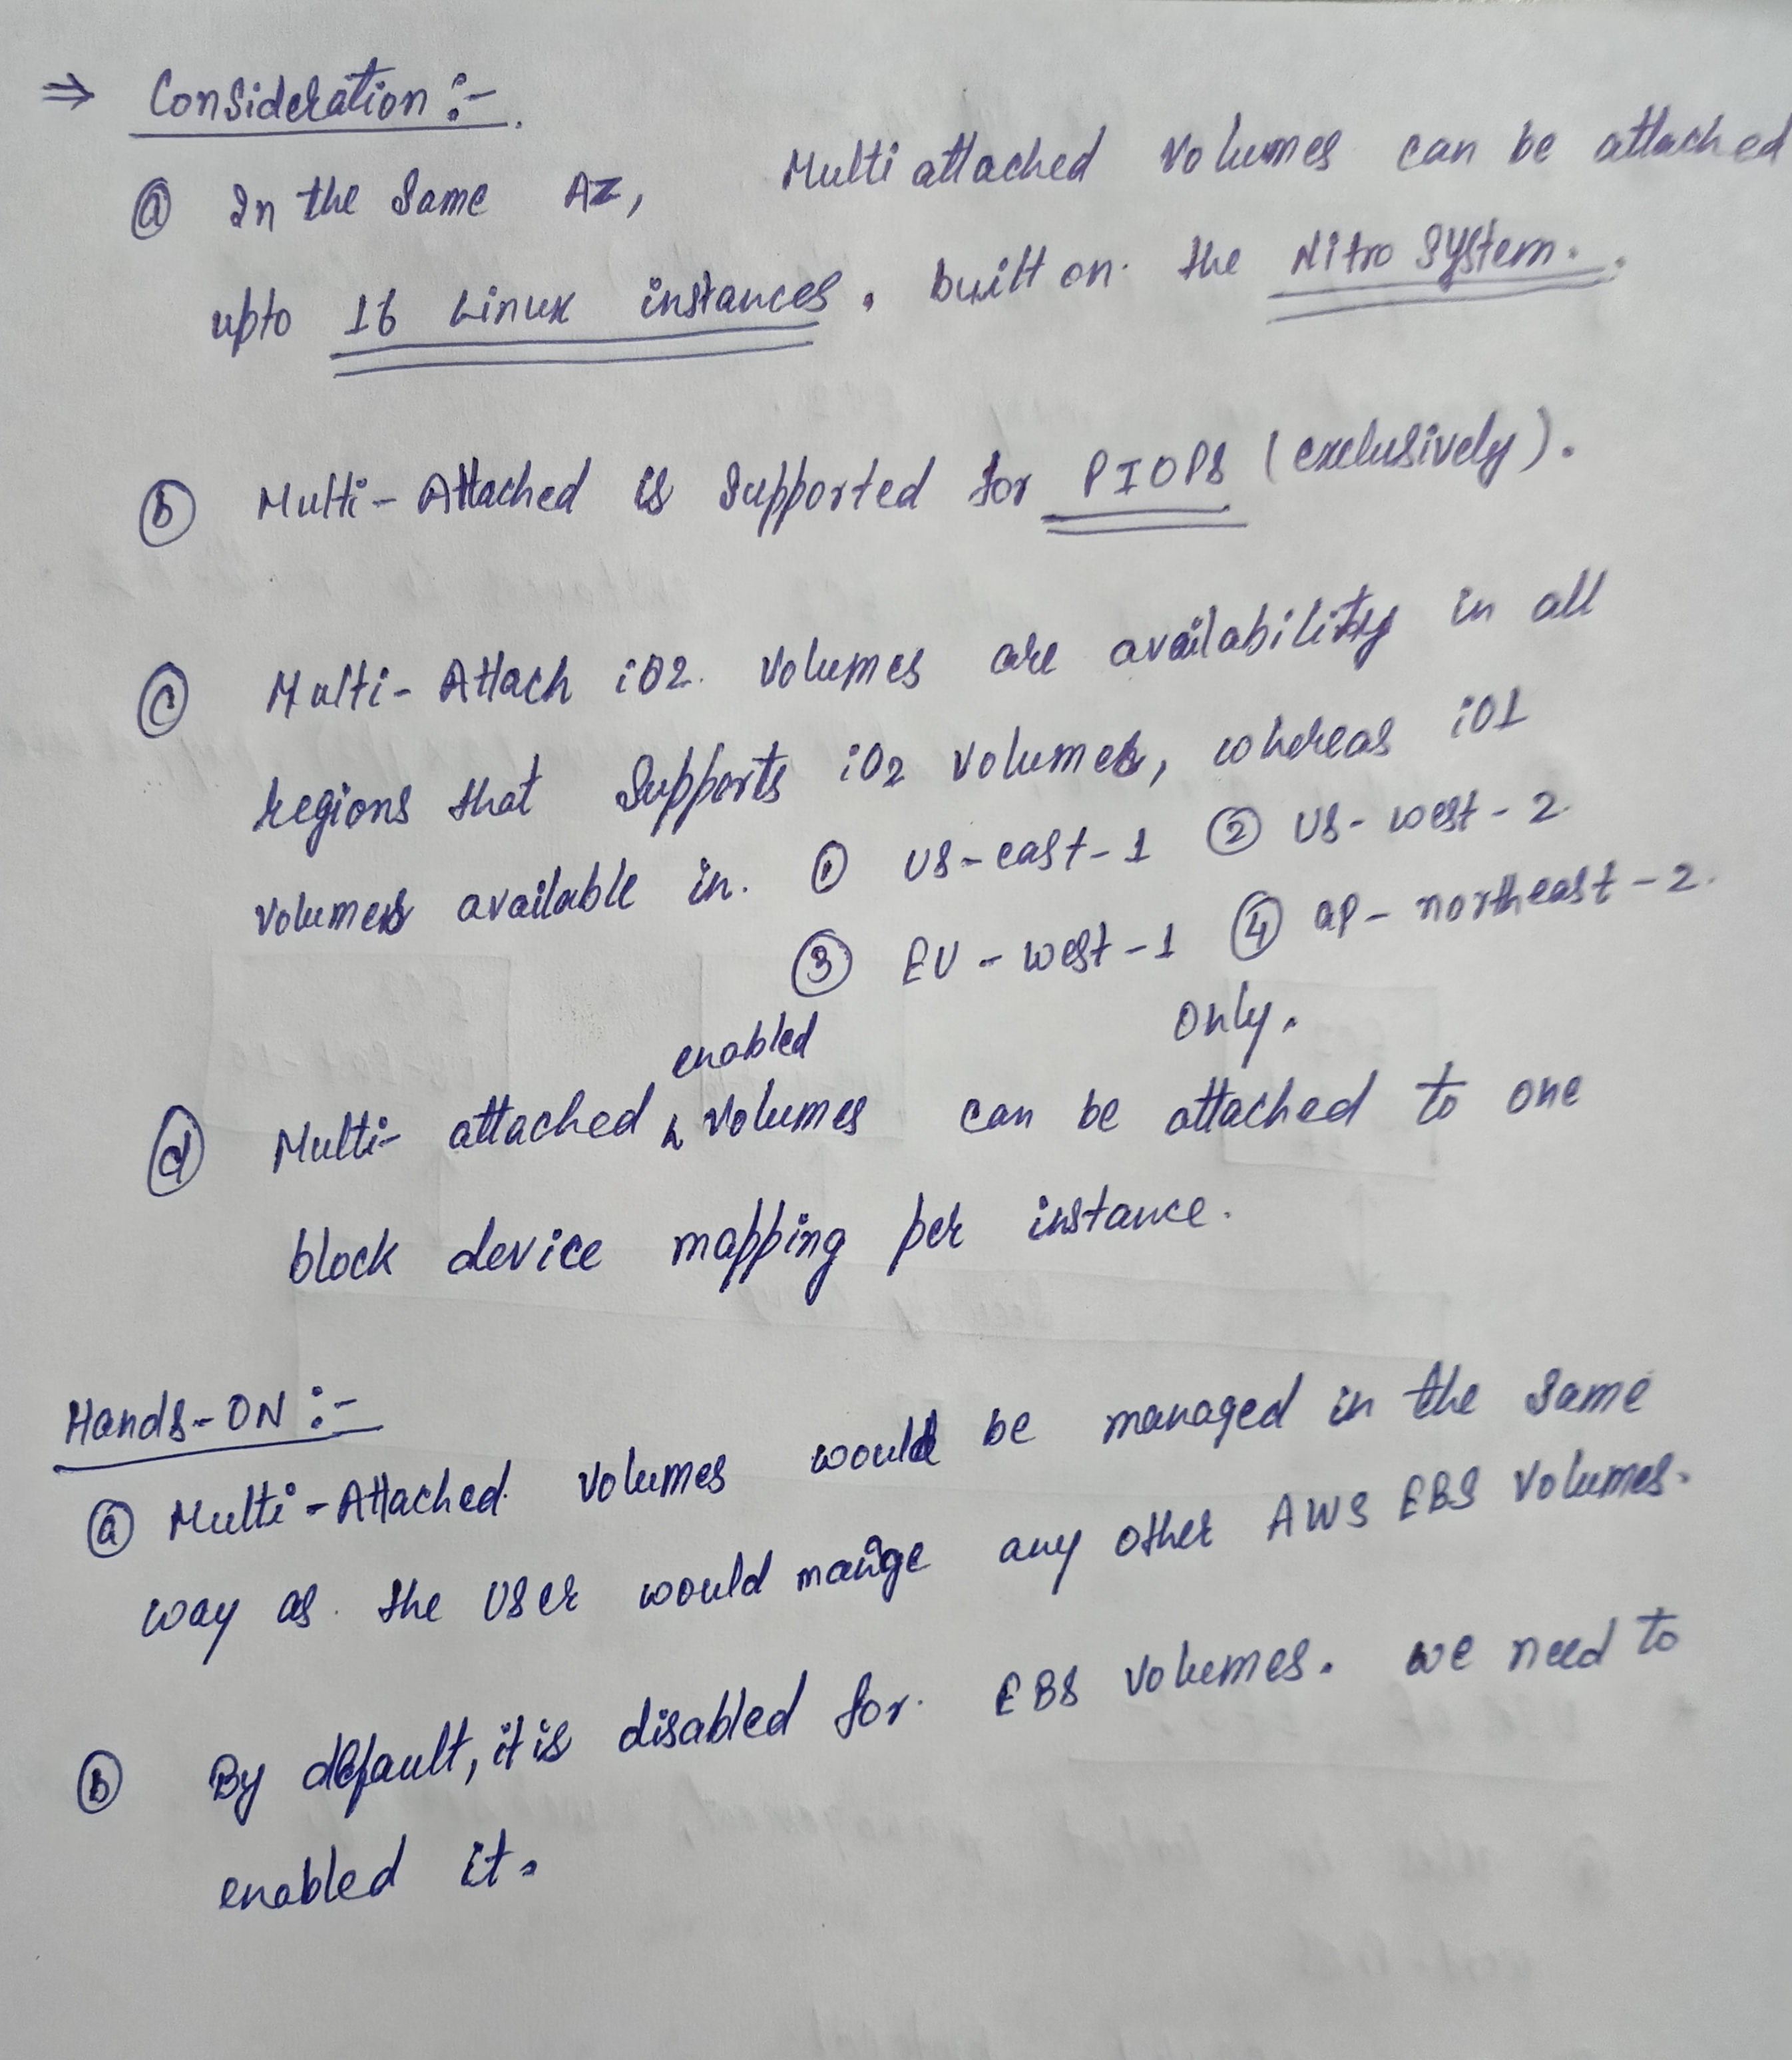 ⇒ Consideration :-
ⓐ In the same AZ, Multi attached volumes can be attached
upto 16 Linux instances. built on. the Nitro System.
ⓑ Multi-Attached is supported for PIOPS (exclusively).
ⓒ Multi-Attach iO2. volumes are availability in all
regions that supports iO2 volumes, whereas iO1
volumes available in. ① US-east-1 ② US-west-2.
③ EU-west-1 ④ ap-northeast-2.
only.
enabled
ⓓ Multi- attached volumes can be attached to one
block device mapping per instance.
Hands-ON :-
ⓐ Multi-Attached. volumes would be managed in the same
way as. the User would mange any other AWS EBS Volumes.
ⓑ By default, it is disabled for. EBS Volumes. we need to
enabled it.